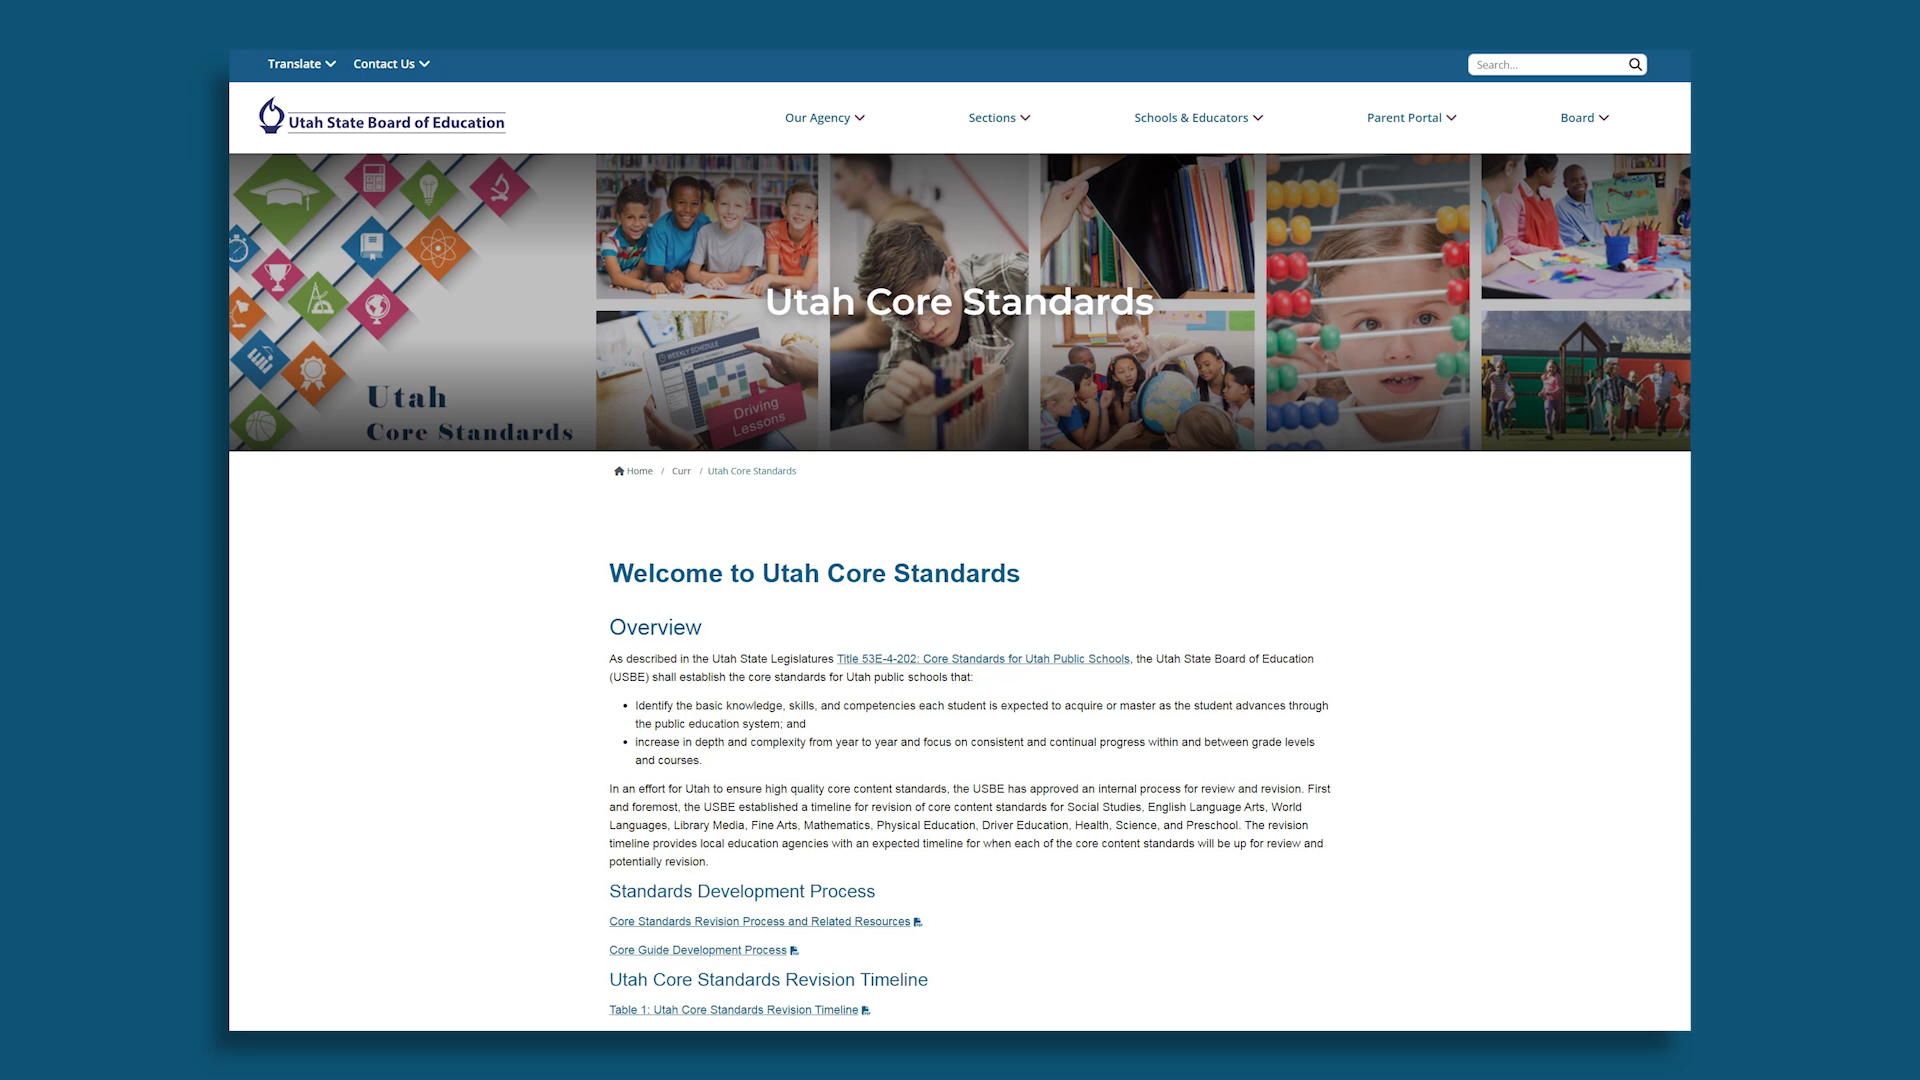 Translate Contact Us Search...
Utah State Board of Education
Our Agency Sections Schools & Educators Parent Portal Board
Utah Core Standards
WEEKLY SCHEDULE
Driving
Lessons
Utah
Core Standards
Home / Curr / Utah Core Standards
Welcome to Utah Core Standards
Overview
As described in the Utah State Legislatures Title 53E-4-202: Core Standards for Utah Public Schools, the Utah State Board of Education
(USBE) shall establish the core standards for Utah public schools that:
• Identify the basic knowledge, skills, and competencies each student is expected to acquire or master as the student advances through
the public education system; and
• increase in depth and complexity from year to year and focus on consistent and continual progress within and between grade levels
and courses.
In an effort for Utah to ensure high quality core content standards, the USBE has approved an internal process for review and revision. First
and foremost, the USBE established a timeline for revision of core content standards for Social Studies, English Language Arts, World
Languages, Library Media, Fine Arts, Mathematics, Physical Education, Driver Education, Health, Science, and Preschool. The revision
timeline provides local education agencies with an expected timeline for when each of the core content standards will be up for review and
potentially revision.
Standards Development Process
Core Standards Revision Process and Related Resources
Core Guide Development Process
Utah Core Standards Revision Timeline
Table 1: Utah Core Standards Revision Timeline